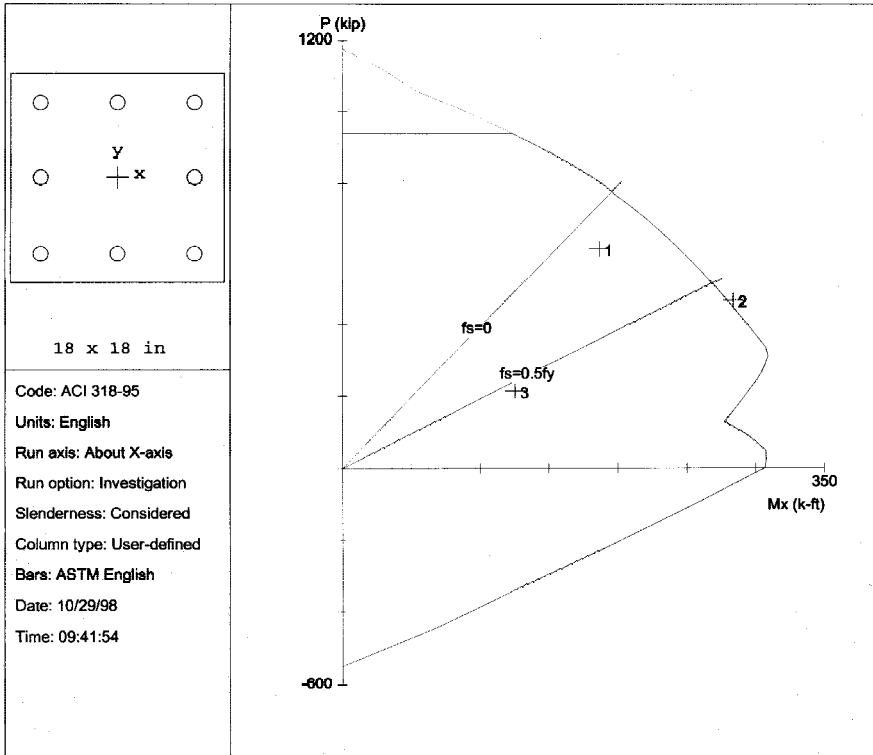 y
x
18 x 18 in
Code: ACI 318-95
Units: English
Run axis: About X-axis
Run option: Investigation
Slenderness: Considered
Column type: User-defined
Bars: ASTM English
Date: 10/29/98
Time: 09:41:54
P (kip)
1200
1
2
fs=0
fs=0.5fy
3
350
Mx (k-ft)
-600